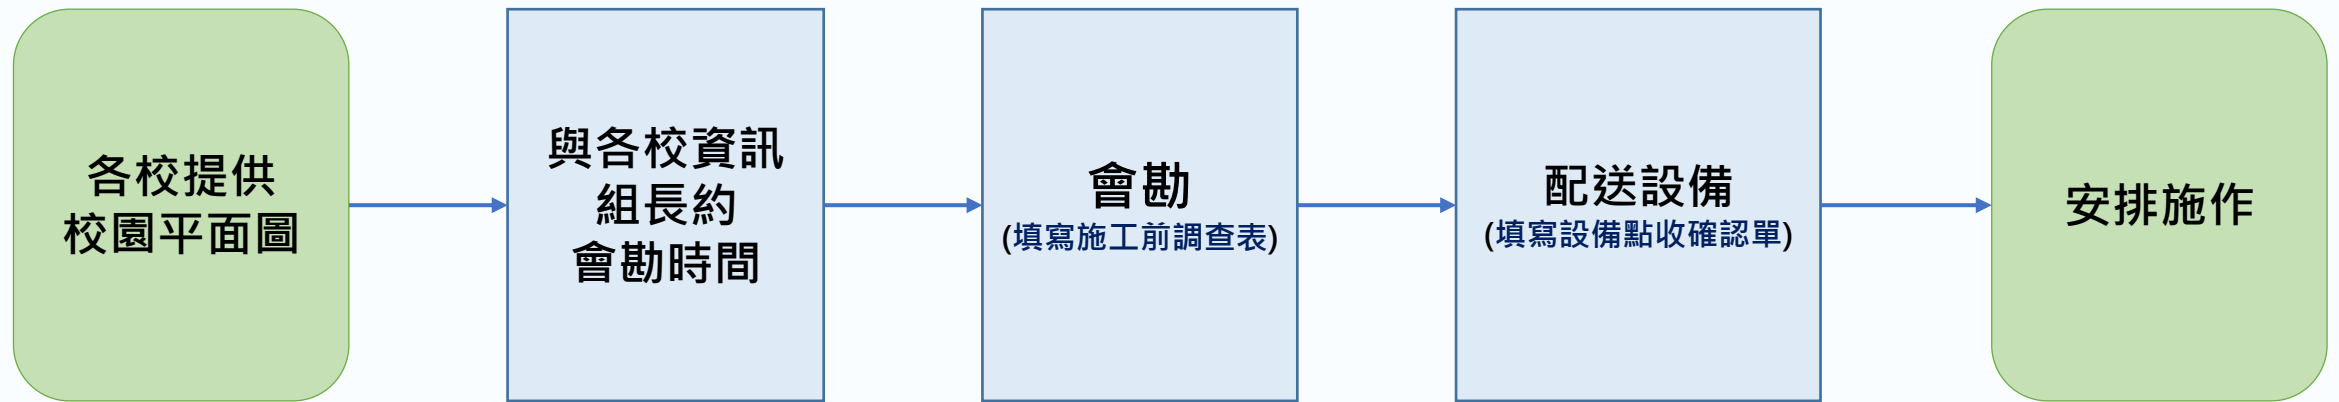 各校提供
校園平面圖
與各校資訊
組長約
會勘時間
會勘
(填寫施工前調查表)
配送設備
(填寫設備點收確認單)
安排施作